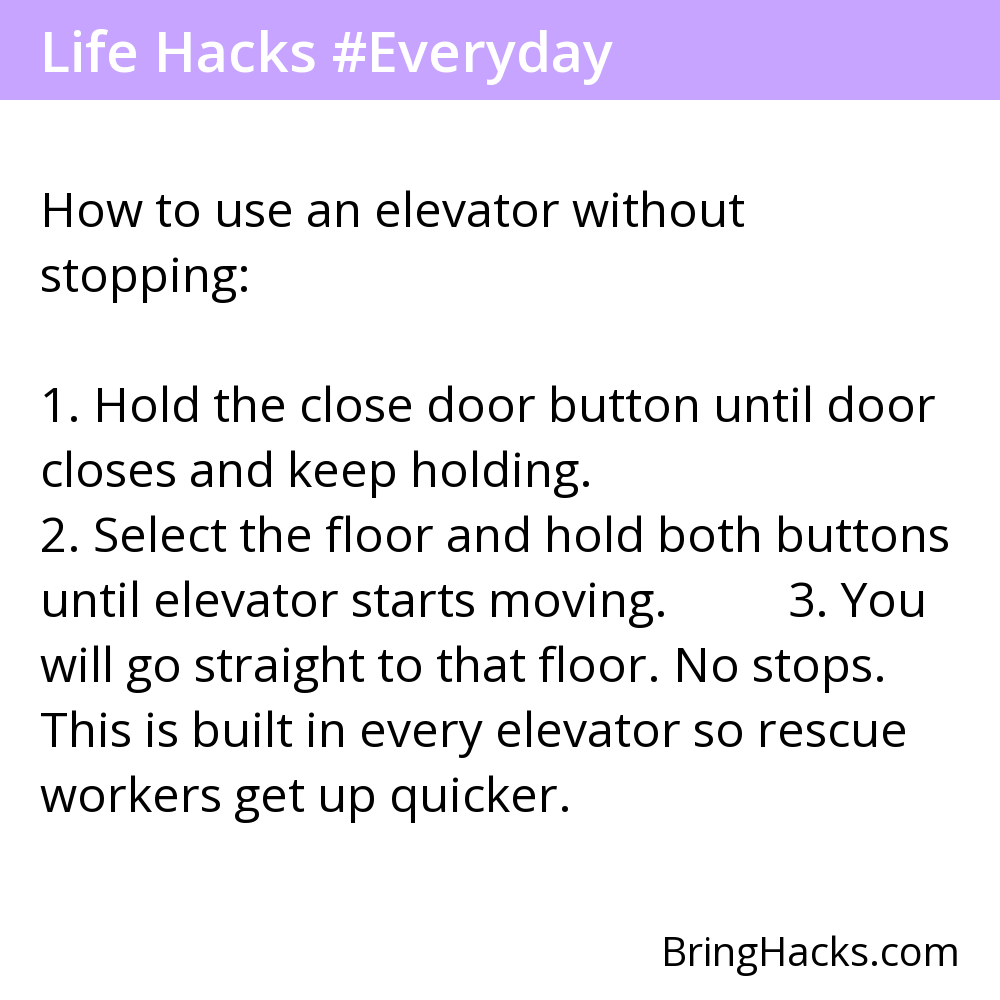 Life Hacks #Everyday
How to use an elevator without
stopping:
1. Hold the close door button until door
closes and keep holding.
2. Select the floor and hold both buttons
until elevator starts moving. 3. You
will go straight to that floor. No stops.
This is built in every elevator so rescue
workers get up quicker.
BringHacks.com